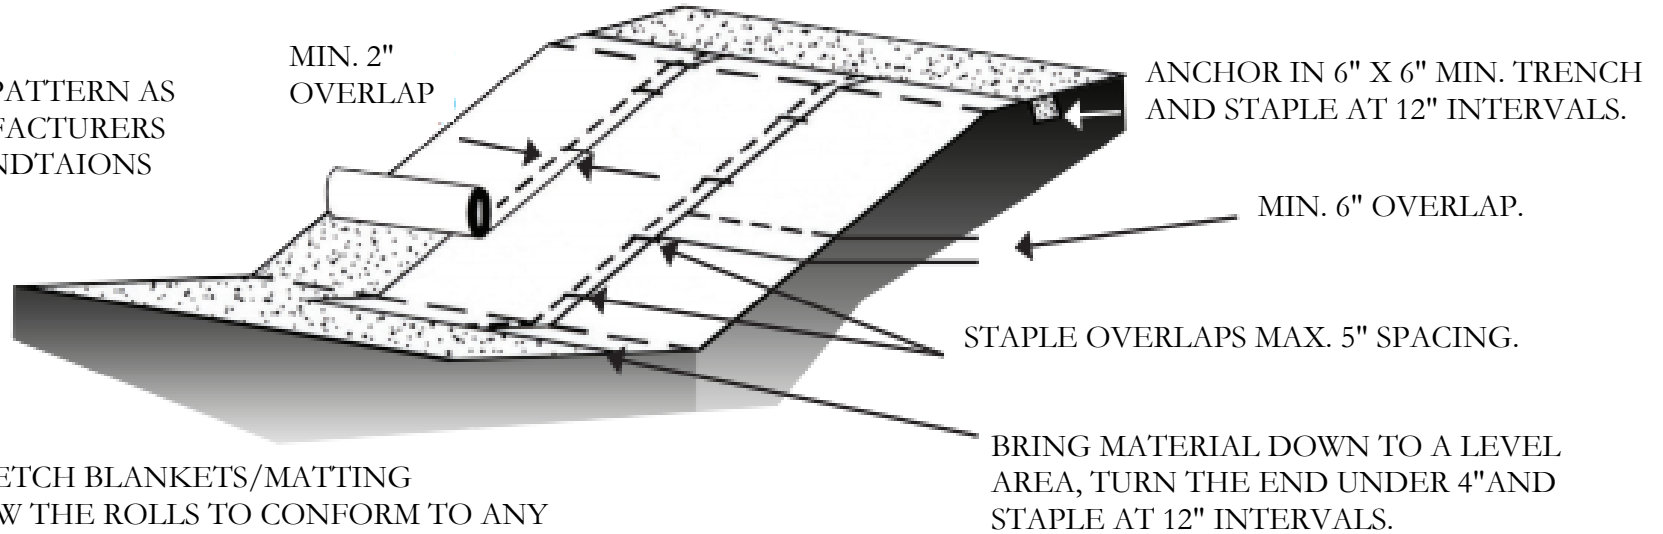 MIN. 2"
OVERLAP
PATTERN AS
FACTURERS
NDTAIONS
ANCHOR IN 6" X 6" MIN. TRENCH
AND STAPLE AT 12" INTERVALS.
MIN. 6" OVERLAP.
STAPLE OVERLAPS MAX. 5" SPACING.
BRING MATERIAL DOWN TO A LEVEL
AREA, TURN THE END UNDER 4"AND
STAPLE AT 12" INTERVALS.
ETCH BLANKETS/MATTING
W THE ROLLS TO CONFORM TO ANY